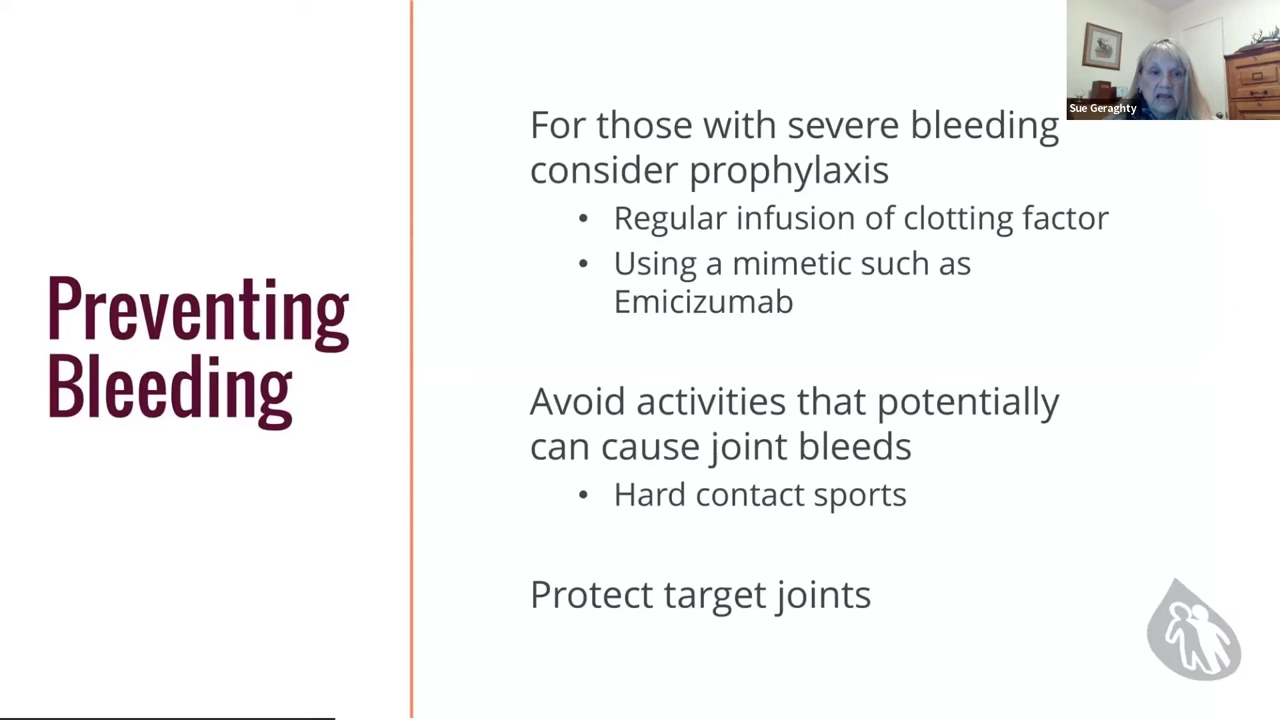 Preventing
Bleeding
For those with severe bleeding
consider prophylaxis
• Regular infusion of clotting factor
• Using a mimetic such as
Emicizumab
Avoid activities that potentially
can cause joint bleeds
• Hard contact sports
Protect target joints
Sue Geraghty